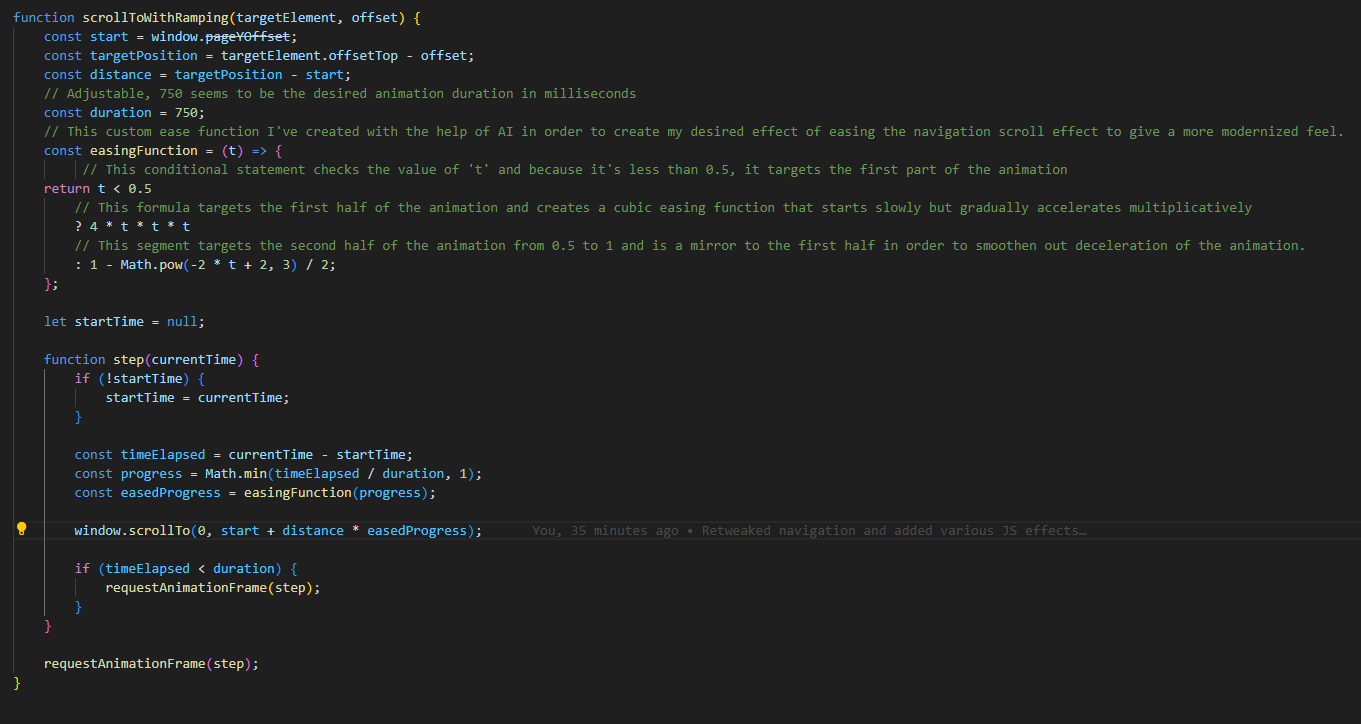 function scrollToWithRamping(targetElement, offset) {
    const start = window.pageYOffset;
    const targetPosition = targetElement.offsetTop - offset;
    const distance = targetPosition - start;
    // Adjustable, 750 seems to be the desired animation duration in milliseconds
    const duration = 750;
    // This custom ease function I've created with the help of AI in order to create my desired effect of easing the navigation scroll effect to give a more modernized feel.
    const easingFunction = (t) => {
         // This conditional statement checks the value of 't' and because it's less than 0.5, it targets the first part of the animation
    return t < 0.5
        // This formula targets the first half of the animation and creates a cubic easing function that starts slowly but gradually accelerates multiplicatively
        ? 4 * t * t * t
        // This segment targets the second half of the animation from 0.5 to 1 and is a mirror to the first half in order to smoothen out deceleration of the animation.
        : 1 - Math.pow(-2 * t + 2, 3) / 2;
    };

    let startTime = null;

    function step(currentTime) {
        if (!startTime) {
            startTime = currentTime;
        }

        const timeElapsed = currentTime - startTime;
        const progress = Math.min(timeElapsed / duration, 1);
        const easedProgress = easingFunction(progress);

        window.scrollTo(0, start + distance * easedProgress);      You, 35 minutes ago • Retweaked navigation and added various JS effects…

        if (timeElapsed < duration) {
            requestAnimationFrame(step);
        }
    }

    requestAnimationFrame(step);
}